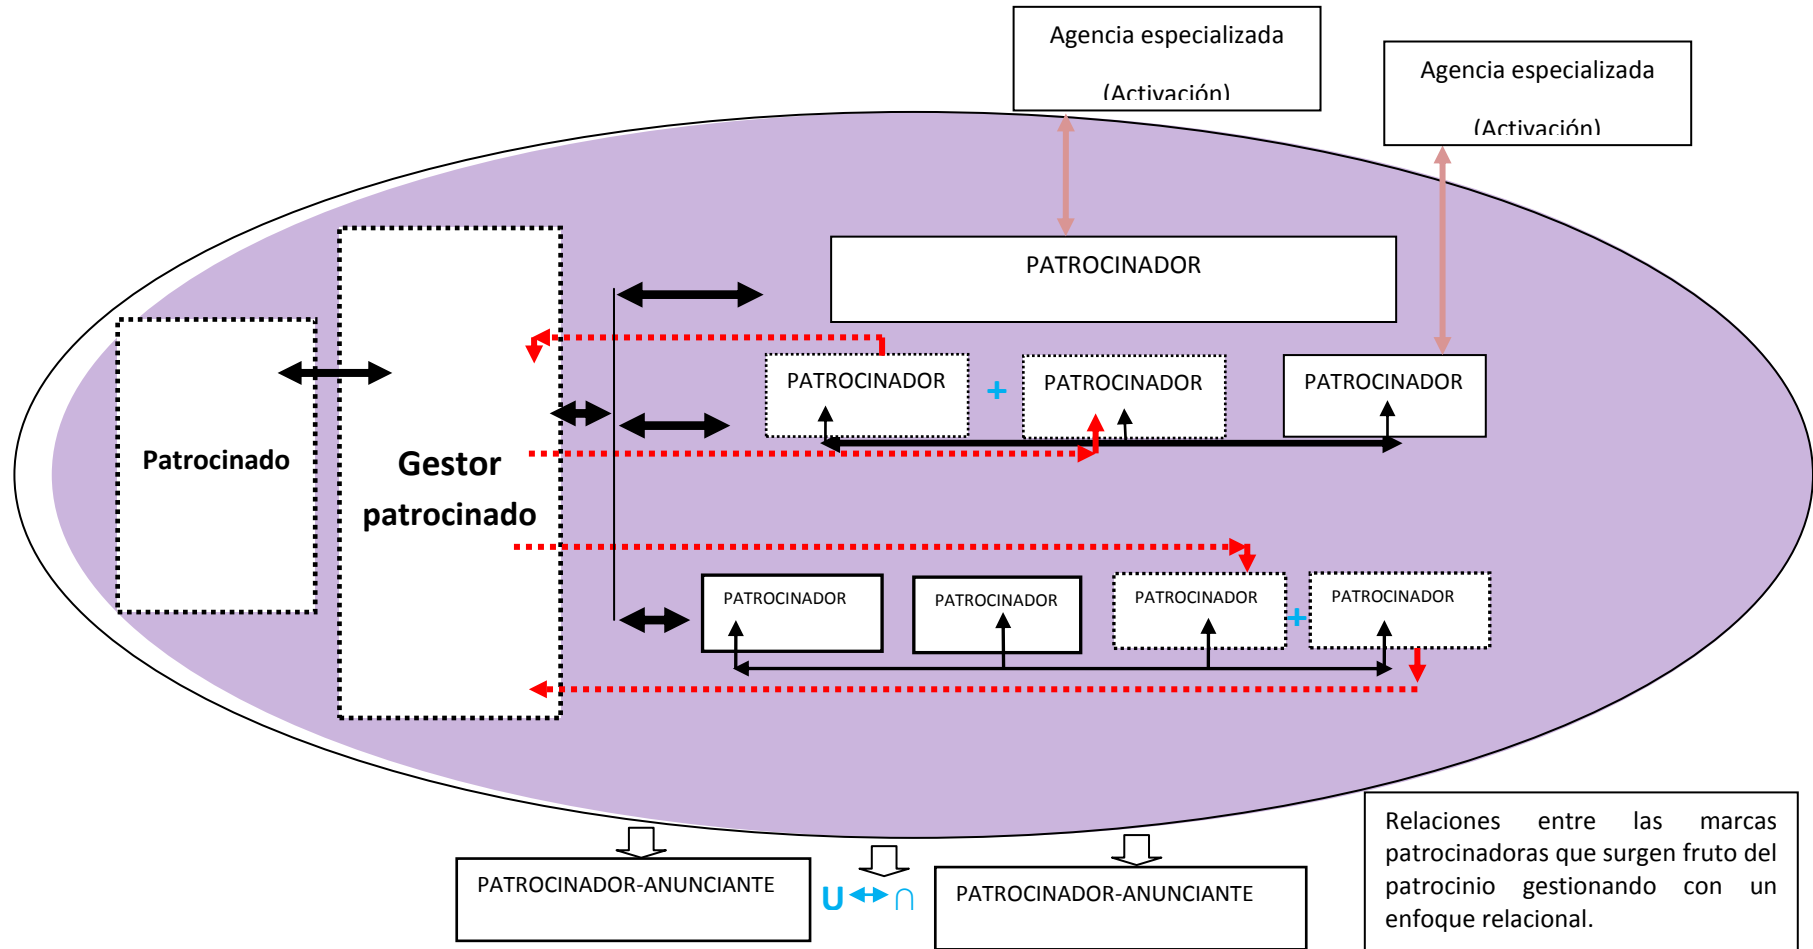 Agencia especializada
(Activación)
Agencia especializada
(Activación)
PATROCINADOR
PATROCINADOR
+
PATROCINADOR
PATROCINADOR
Patrocinado
Gestor
patrocinado
PATROCINADOR
PATROCINADOR
PATROCINADOR
+
PATROCINADOR
PATROCINADOR-ANUNCIANTE
U ∩
PATROCINADOR-ANUNCIANTE
Relaciones entre las marcas
patrocinadoras que surgen fruto del
patrocinio gestionando con un
enfoque relacional.